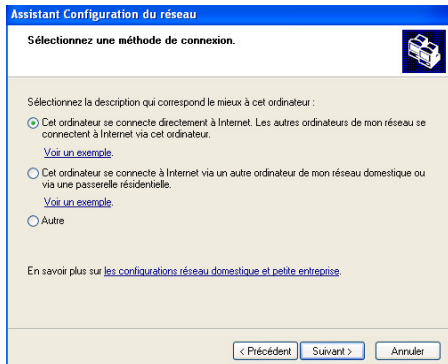 Assistant Configuration du réseau
Sélectionnez une méthode de connexion.
Sélectionnez la description qui correspond le mieux à cet ordinateur :
Cet ordinateur se connecte directement à Internet. Les autres ordinateurs de mon réseau se
connectent à Internet via cet ordinateur.
Voir un exemple.
Cet ordinateur se connecte à Internet via un autre ordinateur de mon réseau domestique ou
via une passerelle résidentielle.
Voir un exemple.
Autre
En savoir plus sur les configurations réseau domestique et petite entreprise.
< Précédent Suivant > Annuler